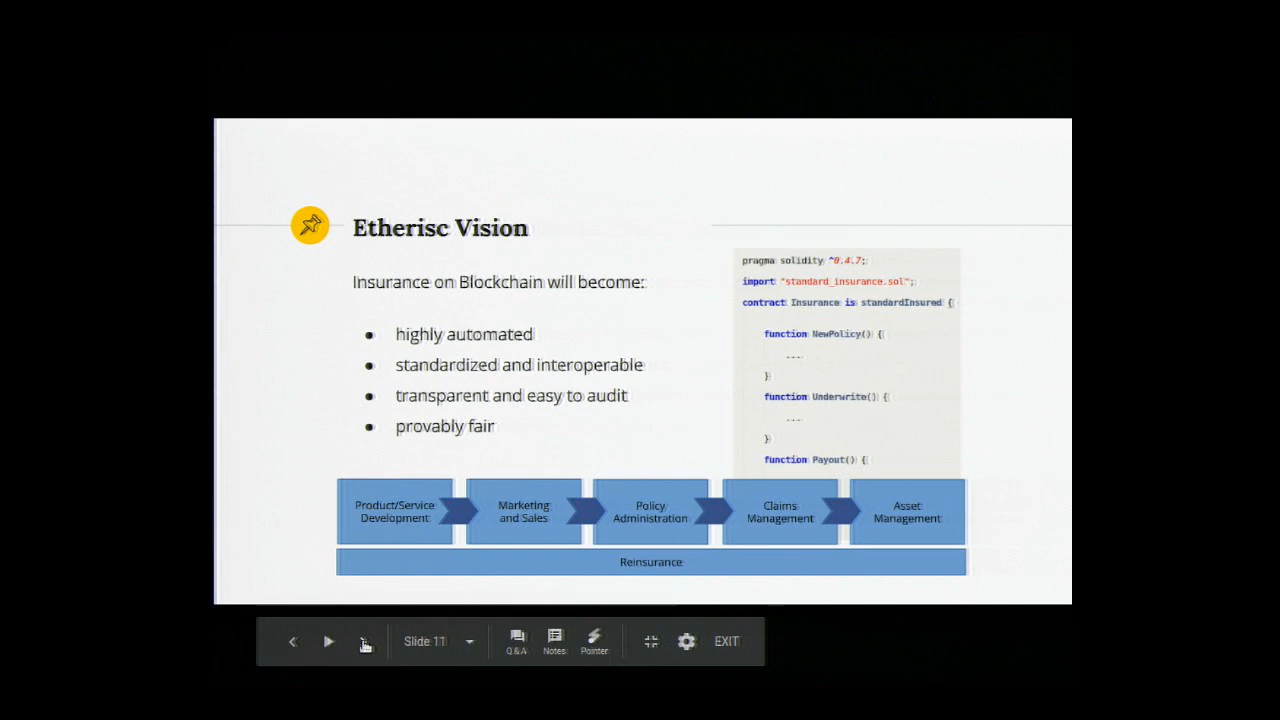 Etherisc Vision
Insurance on Blockchain will become:
● highly automated
● standardized and interoperable
● transparent and easy to audit
● provably fair
pragma solidity ^0.4.7;
import "standard_insurance.sol";
contract Insurance is standardInsured {
function NewPolicy() {
....
}
function Underwrite() {
....
}
function Payout() {
Product/Service
Development
Marketing
and Sales
Policy
Administration
Claims
Management
Asset
Management
Reinsurance
Slide 11
Q&A
Notes
Pointer
EXIT